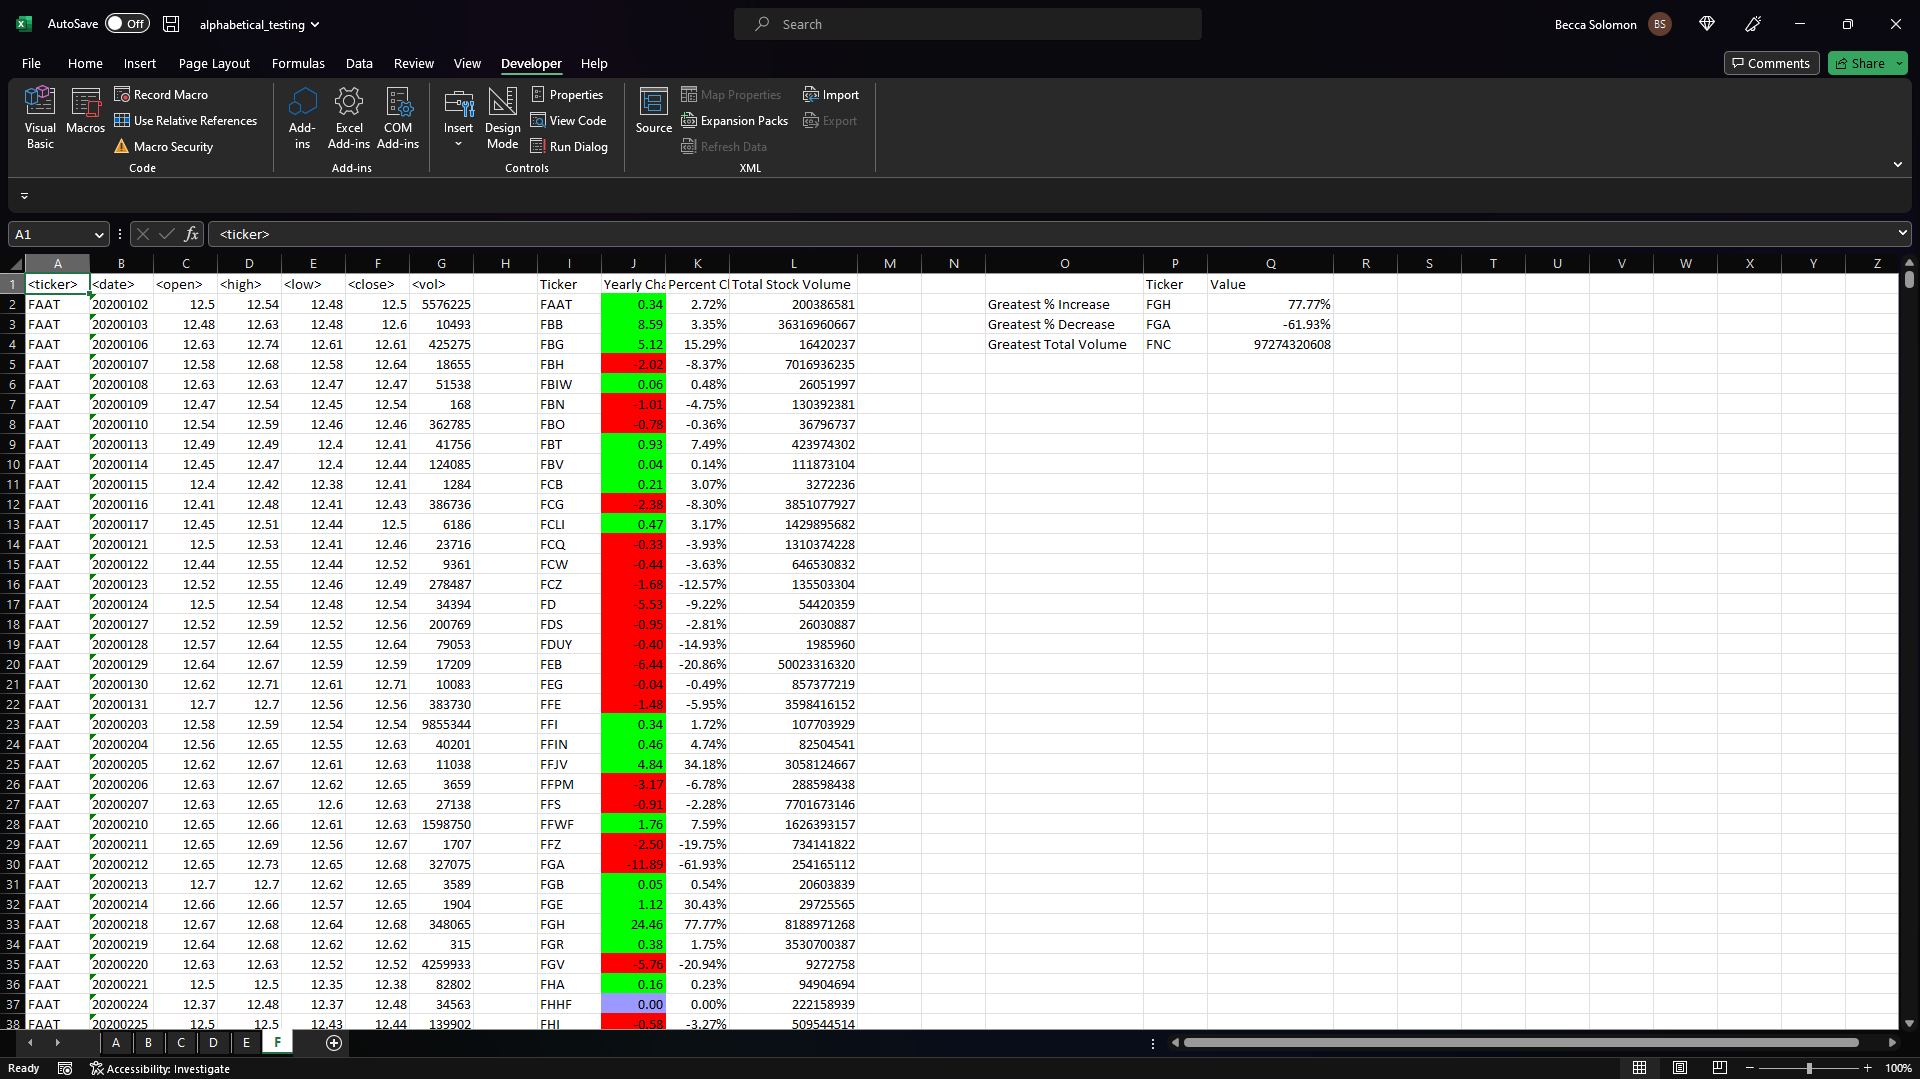 AutoSave Off alphabetical_testing Search Becca Solomon BS
File Home Insert Page Layout Formulas Data Review View Developer Help Comments Share
Visual Basic
Macros
Record Macro
Use Relative References
Macro Security
Code
Add-ins
Excel Add-ins
COM Add-ins
Add-ins
Insert
Design Mode
Properties
View Code
Run Dialog
Controls
Source
Map Properties
Expansion Packs
Refresh Data
Import
Export
XML
A1 fx <ticker>
A B C D E F G H I J K L M N O P Q R S T U V W X Y Z
1 <ticker> <date> <open> <high> <low> <close> <vol> Ticker Yearly Cha Percent Cl Total Stock Volume Ticker Value
2 FAAT 20200102 12.5 12.54 12.48 12.5 5576225 FAAT 0.34 2.72% 200386581 Greatest % Increase FGH 77.77%
3 FAAT 20200103 12.48 12.63 12.48 12.6 10493 FBB 8.59 3.35% 36316960667 Greatest % Decrease FGA -61.93%
4 FAAT 20200106 12.63 12.74 12.61 12.61 425275 FBG 5.12 15.29% 16420237 Greatest Total Volume FNC 97274320608
5 FAAT 20200107 12.58 12.68 12.58 12.64 18655 FBH -2.02 -8.37% 7016936235
6 FAAT 20200108 12.63 12.63 12.47 12.47 51538 FBIW 0.06 0.48% 26051997
7 FAAT 20200109 12.47 12.54 12.45 12.54 168 FBN -1.01 -4.75% 130392381
8 FAAT 20200110 12.54 12.59 12.46 12.46 362785 FBO -0.78 -0.36% 36796737
9 FAAT 20200113 12.49 12.49 12.4 12.41 41756 FBT 0.93 7.49% 423974302
10 FAAT 20200114 12.45 12.47 12.4 12.44 124085 FBV 0.04 0.14% 111873104
11 FAAT 20200115 12.4 12.42 12.38 12.41 1284 FCB 0.21 3.07% 3272236
12 FAAT 20200116 12.41 12.48 12.41 12.43 386736 FCG -2.38 -8.30% 3851077927
13 FAAT 20200117 12.45 12.51 12.44 12.5 6186 FCLI 0.47 3.17% 1429895682
14 FAAT 20200121 12.5 12.53 12.41 12.46 23716 FCQ -0.33 -3.93% 1310374228
15 FAAT 20200122 12.44 12.55 12.44 12.52 9361 FCW -0.44 -3.63% 646530832
16 FAAT 20200123 12.52 12.55 12.46 12.49 278487 FCZ -1.68 -12.57% 135503304
17 FAAT 20200124 12.5 12.54 12.48 12.54 34394 FD -5.53 -9.22% 54420359
18 FAAT 20200127 12.52 12.59 12.52 12.56 200769 FDS -0.95 -2.81% 26030887
19 FAAT 20200128 12.57 12.64 12.55 12.64 79053 FDUY -0.40 -14.93% 1985960
20 FAAT 20200129 12.64 12.67 12.59 12.59 17209 FEB -6.44 -20.86% 50023316320
21 FAAT 20200130 12.62 12.71 12.61 12.71 10083 FEG -0.04 -0.49% 857377219
22 FAAT 20200131 12.7 12.7 12.56 12.56 383730 FFE -1.48 -5.95% 3598416152
23 FAAT 20200203 12.58 12.59 12.54 12.54 9855344 FFI 0.34 1.72% 107703929
24 FAAT 20200204 12.56 12.65 12.55 12.63 40201 FFIN 0.46 4.74% 82504541
25 FAAT 20200205 12.62 12.67 12.61 12.63 11038 FFJV 4.84 34.18% 3058124667
26 FAAT 20200206 12.63 12.67 12.62 12.65 3659 FFPM -3.17 -6.78% 288598438
27 FAAT 20200207 12.63 12.65 12.6 12.63 27138 FFS -0.91 -2.28% 7701673146
28 FAAT 20200210 12.65 12.66 12.61 12.63 1598750 FFWF 1.76 7.59% 1626393157
29 FAAT 20200211 12.65 12.69 12.56 12.67 1707 FFZ -2.50 -19.75% 734141822
30 FAAT 20200212 12.65 12.73 12.65 12.68 327075 FGA -11.89 -61.93% 254165112
31 FAAT 20200213 12.7 12.7 12.62 12.65 3589 FGB 0.05 0.54% 20603839
32 FAAT 20200214 12.66 12.66 12.57 12.65 1904 FGE 1.12 30.43% 29725565
33 FAAT 20200218 12.67 12.68 12.64 12.68 348065 FGH 24.46 77.77% 8188971268
34 FAAT 20200219 12.64 12.68 12.62 12.62 315 FGR 0.38 1.75% 3530700387
35 FAAT 20200220 12.63 12.63 12.52 12.52 4259933 FGV -5.76 -20.94% 9272758
36 FAAT 20200221 12.5 12.5 12.35 12.38 82802 FHA 0.16 0.23% 94904694
37 FAAT 20200224 12.37 12.48 12.37 12.48 34563 FHHF 0.00 0.00% 222158939
38 FAAT 20200225 12.5 12.5 12.43 12.44 139902 FHI -0.58 -3.27% 509544514
A B C D E F
Ready Accessibility: Investigate 100%